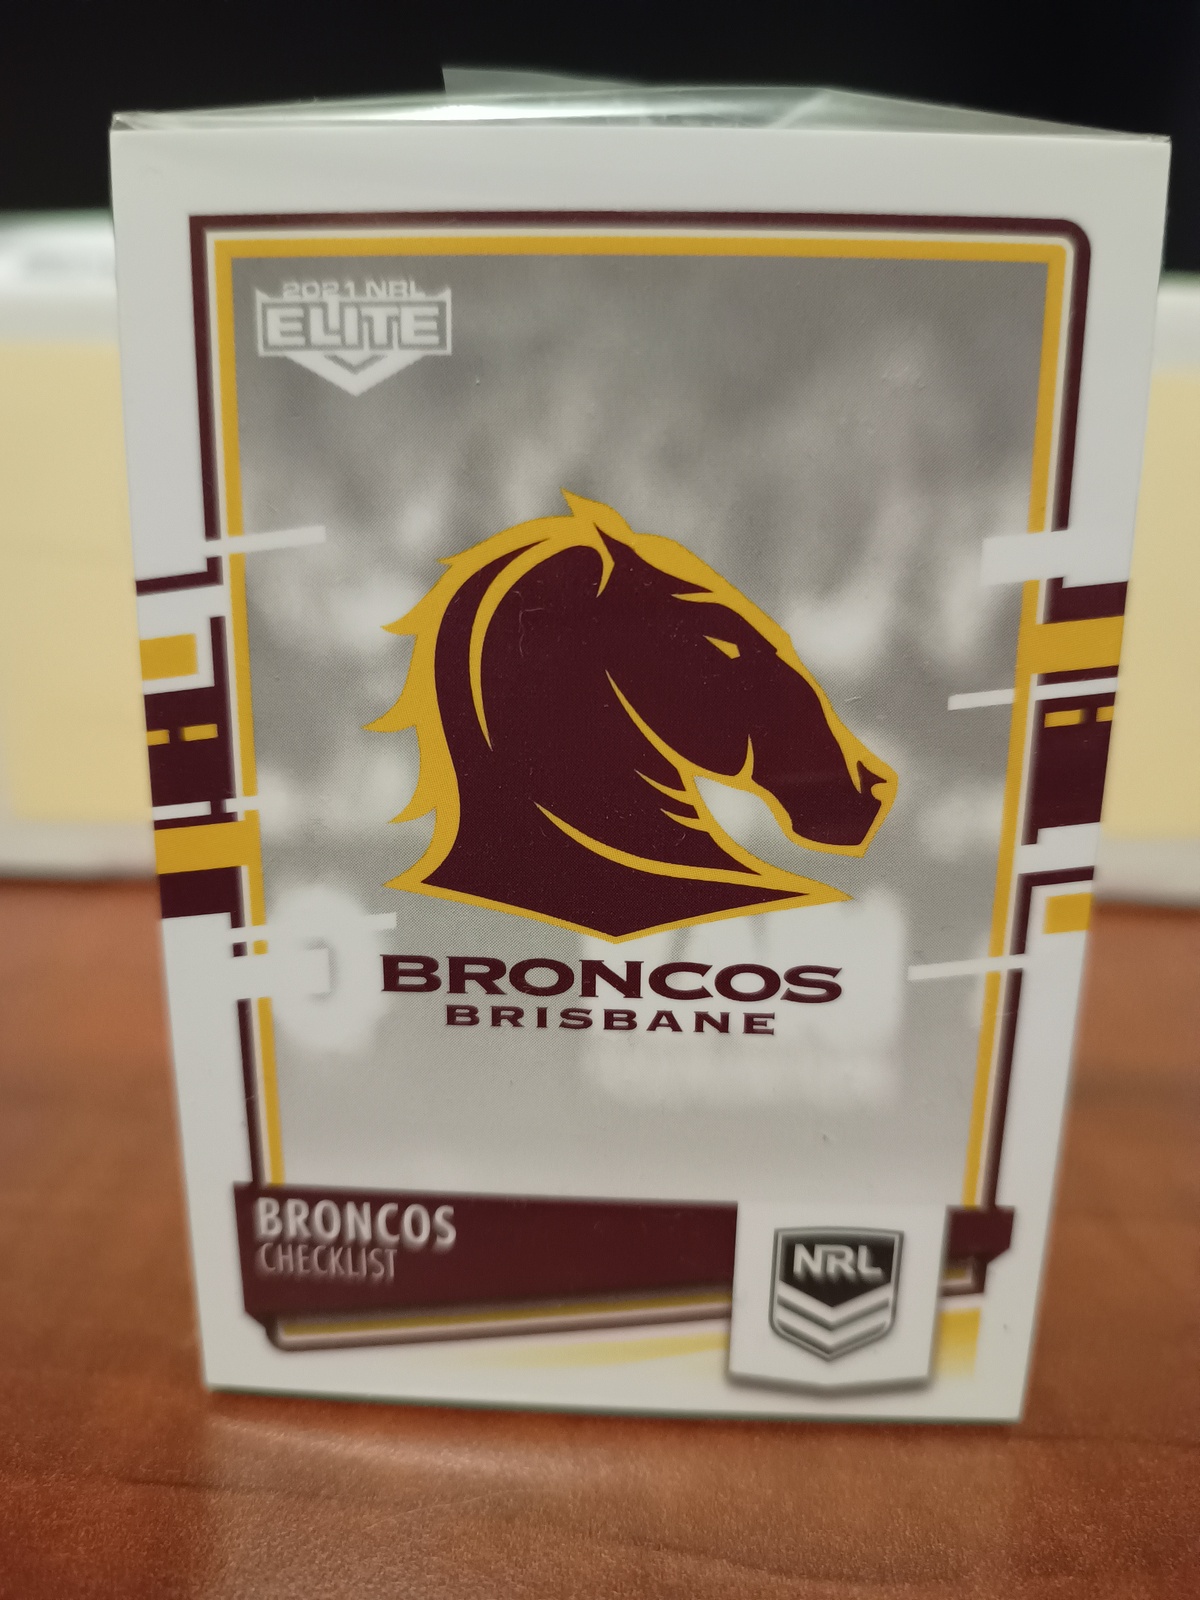 2021 NRL
ELITE
BRONCOS
BRISBANE
BRONCOS
CHECKLIST
NRL